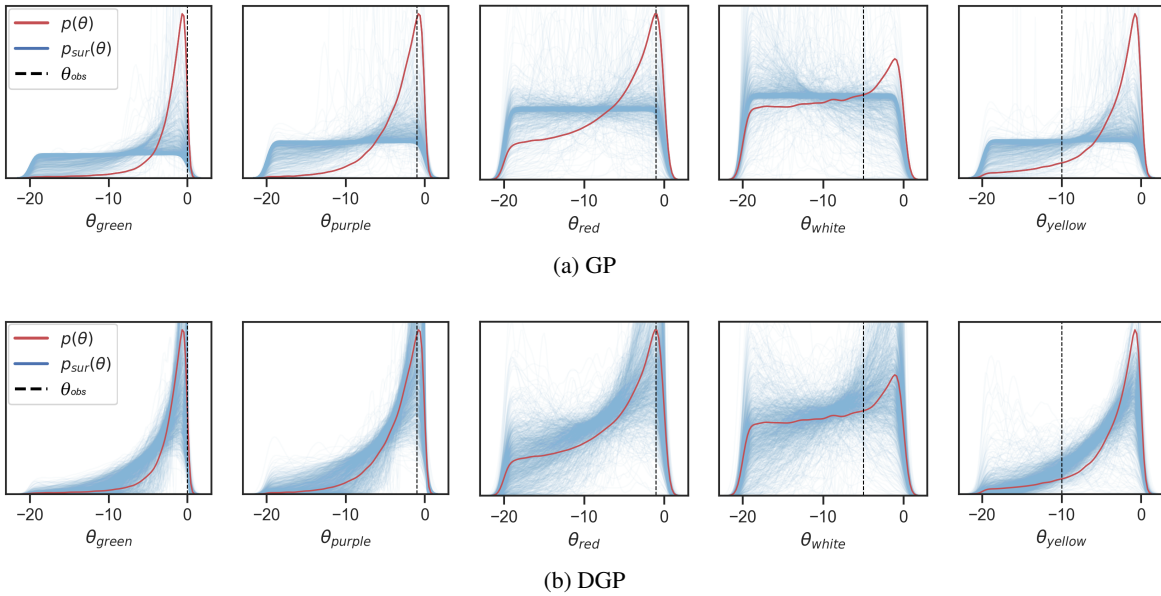 p(θ)
p_sur(θ)
θ_obs
−20 −10 0
θ_green
−20 −10 0
θ_purple
−20 −10 0
θ_red
−20 −10 0
θ_white
−20 −10 0
θ_yellow
(a) GP
p(θ)
p_sur(θ)
θ_obs
−20 −10 0
θ_green
−20 −10 0
θ_purple
−20 −10 0
θ_red
−20 −10 0
θ_white
−20 −10 0
θ_yellow
(b) DGP